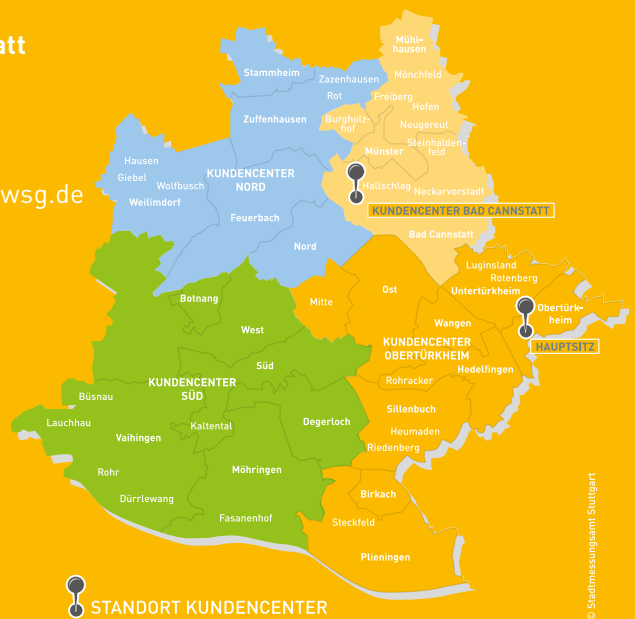 att
wsg.de
Mühl-
hausen
Stammheim
Zazenhausen
Mönchfeld
Rot
Freiberg
Hofen
Zuffenhausen
Burgholz-
hof
Neugereut
Steinhalden-
feld
Münster
Hausen
Giebel
Wolfbusch
Weilimdorf
KUNDENCENTER
NORD
Hallschlag
Neckarvorstadt
KUNDENCENTER BAD CANNSTATT
Feuerbach
Nord
Bad Cannstatt
Luginsland
Rotenberg
Untertürkheim
Botnang
Mitte
Ost
Obertürk-
heim
West
Wangen
KUNDENCENTER
OBERTÜRKHEIM
HAUPTSITZ
Süd
Hedelfingen
KUNDENCENTER
SÜD
Rohracker
Büsnau
Sillenbuch
Lauchhau
Kaltental
Degerloch
Vaihingen
Heumaden
Riedenberg
Rohr
Möhringen
Dürrlewang
Birkach
Fasanenhof
Steckfeld
Plieningen
STANDORT KUNDENCENTER
© Stadtmessungsamt Stuttgart